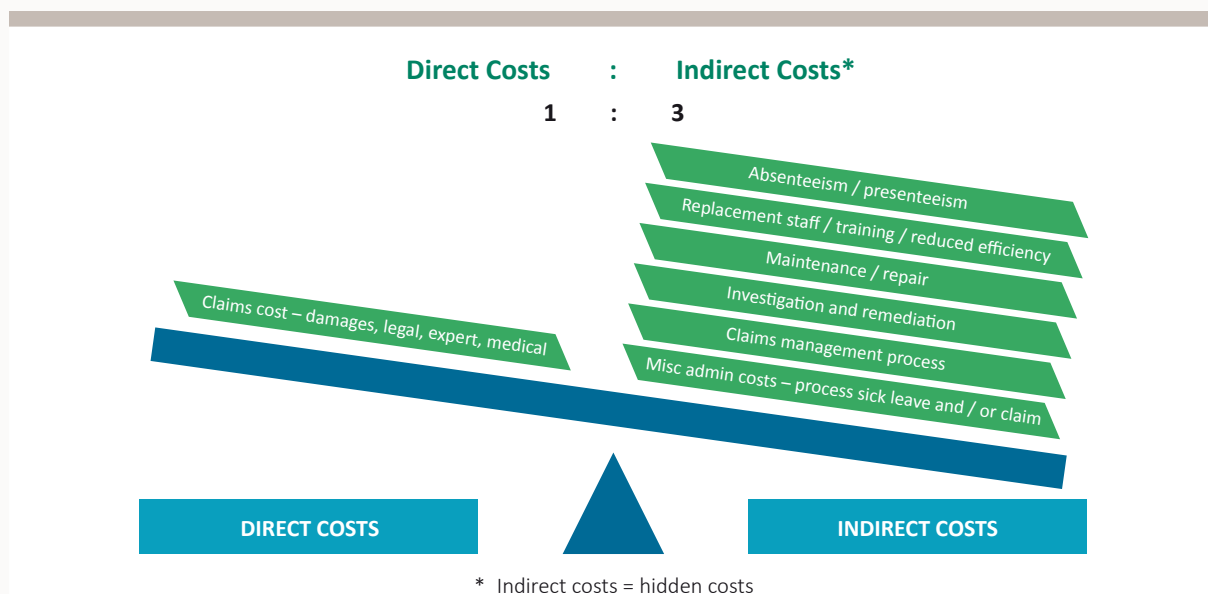 Direct Costs : Indirect Costs*
1 : 3
Absenteeism / presenteeism
Replacement staff / training / reduced efficiency
Maintenance / repair
Investigation and remediation
Claims management process
Misc admin costs – process sick leave and / or claim
Claims cost – damages, legal, expert, medical
DIRECT COSTS
INDIRECT COSTS
* Indirect costs = hidden costs